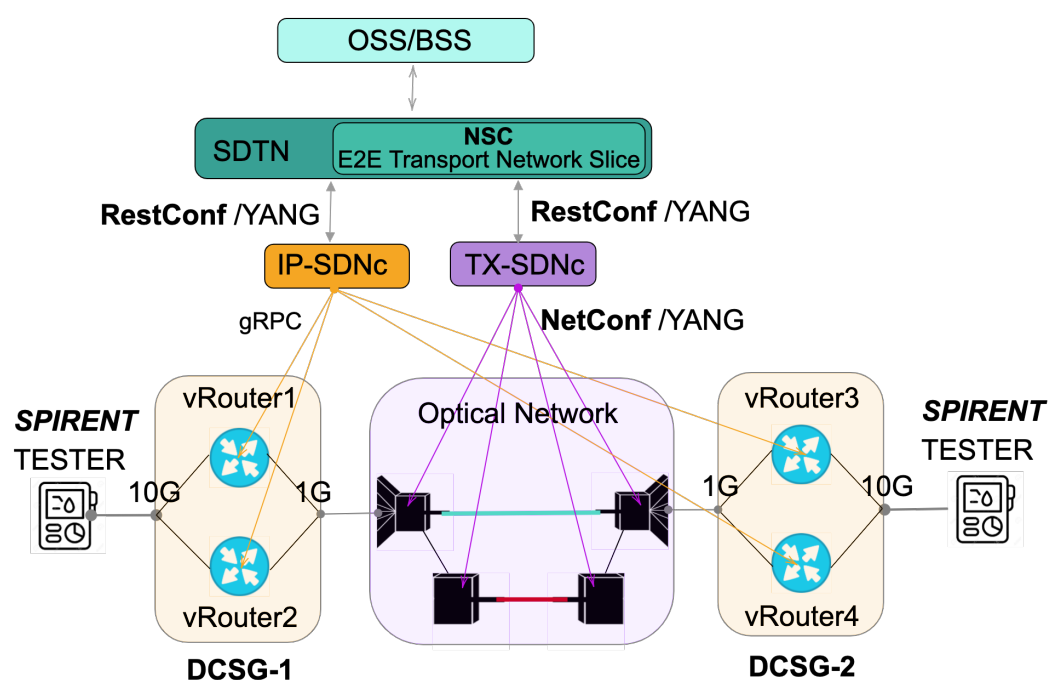 OSS/BSS
SDTN
NSC
E2E Transport Network Slice
RestConf /YANG
RestConf /YANG
IP-SDNc
TX-SDNc
gRPC
NetConf /YANG
SPIRENT
TESTER
vRouter1
10G
1G
vRouter2
DCSG-1
Optical Network
vRouter3
1G
10G
vRouter4
DCSG-2
SPIRENT
TESTER